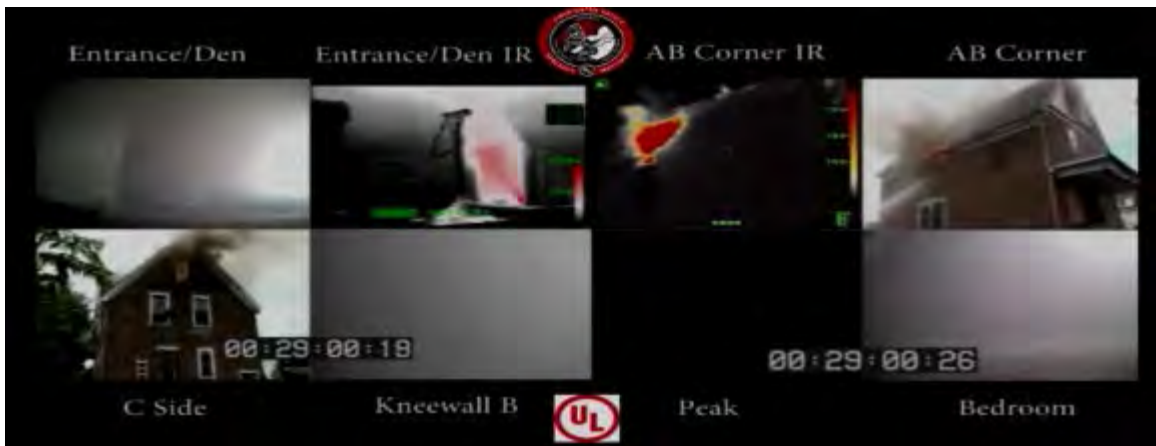 Entrance/Den
Entrance/Den IR
AB Corner IR
AB Corner
00:29:00:19
00:29:00:26
C Side
Kneewall B
Peak
Bedroom
UL